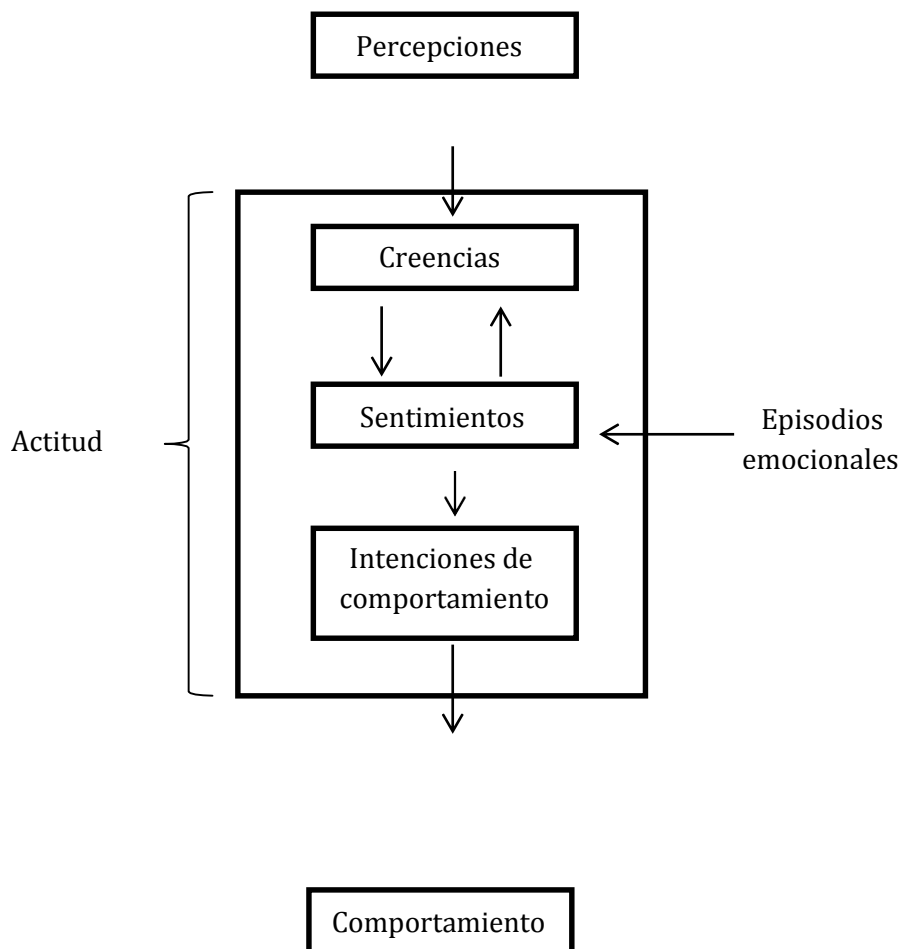 Percepciones
Creencias
Sentimientos
Actitud
Episodios
emocionales
Intenciones de
comportamiento
Comportamiento